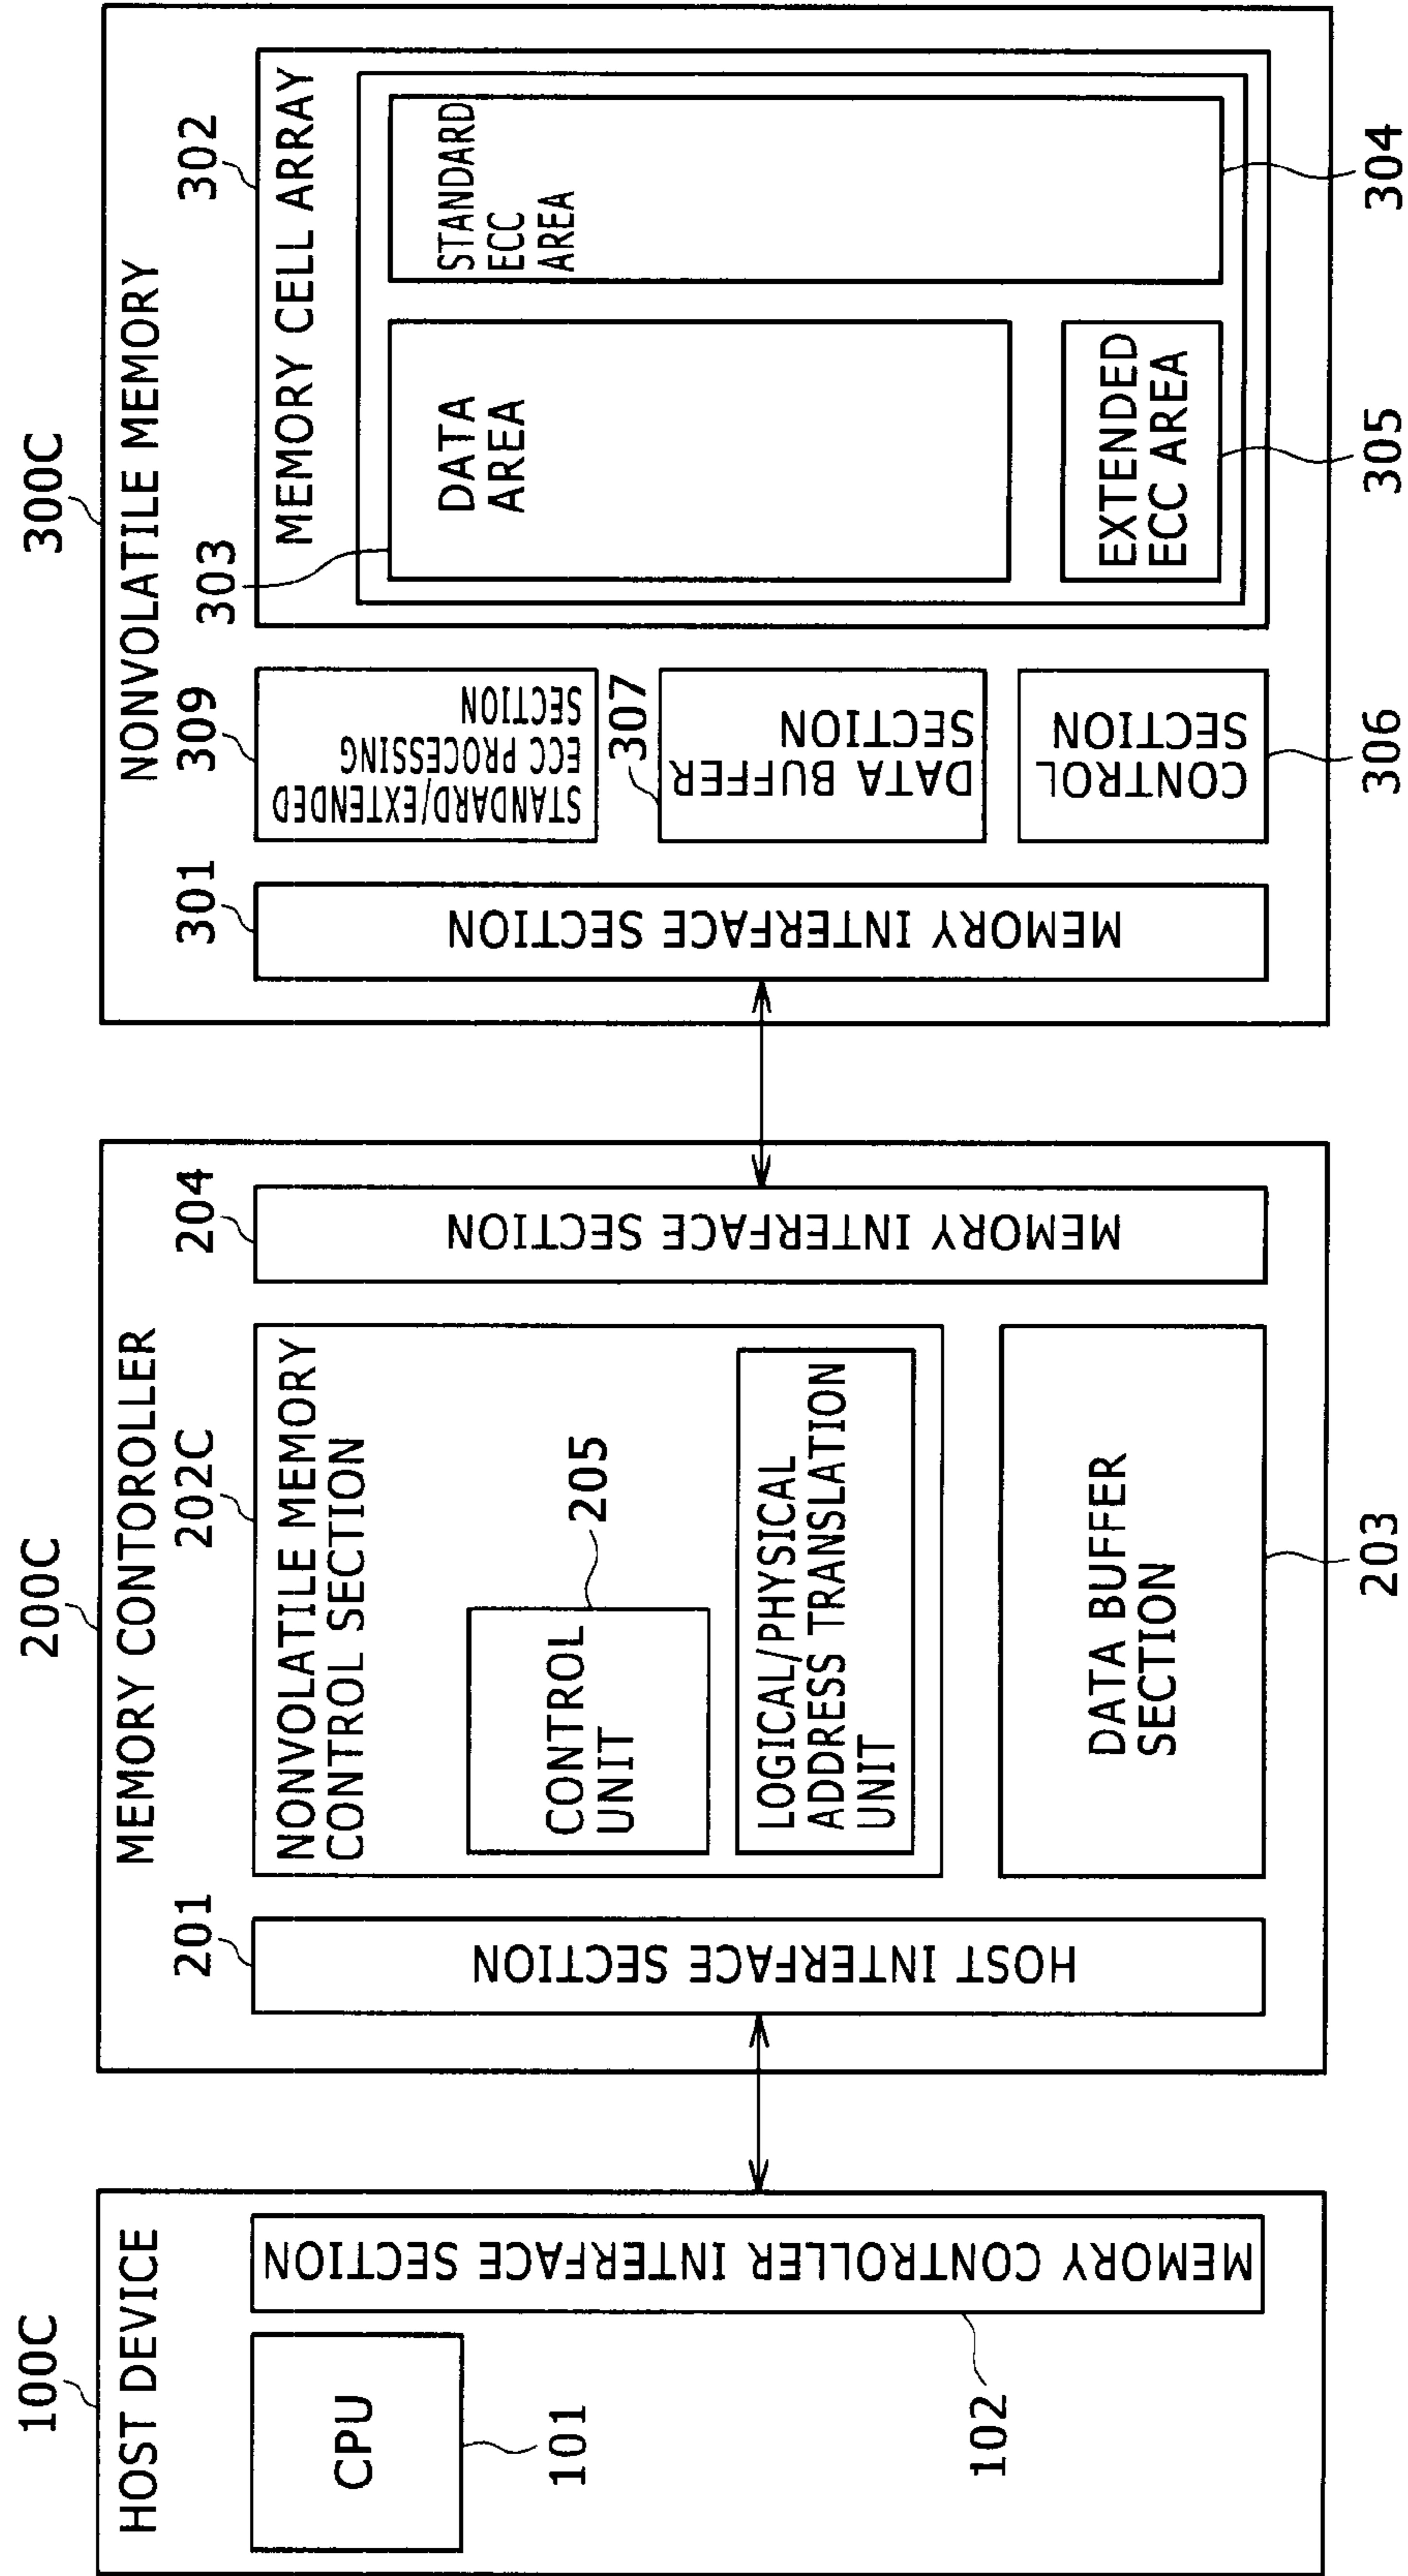 100C
HOST DEVICE
CPU
101
MEMORY CONTROLLER INTERFACE SECTION
102
200C
MEMORY CONTOROLLER
201
HOST INTERFACE SECTION
202C
NONVOLATILE MEMORY
CONTROL SECTION
CONTROL
UNIT
205
LOGICAL/PHYSICAL
ADDRESS TRANSLATION
UNIT
DATA BUFFER
SECTION
203
204
MEMORY INTERFACE SECTION
300C
NONVOLATILE MEMORY
301
MEMORY INTERFACE SECTION
309
STANDARD/EXTENDED
ECC PROCESSING
SECTION
307
DATA BUFFER
SECTION
CONTROL
SECTION
306
302
MEMORY CELL ARRAY
303
DATA
AREA
STANDARD
ECC
AREA
304
EXTENDED
ECC AREA
305